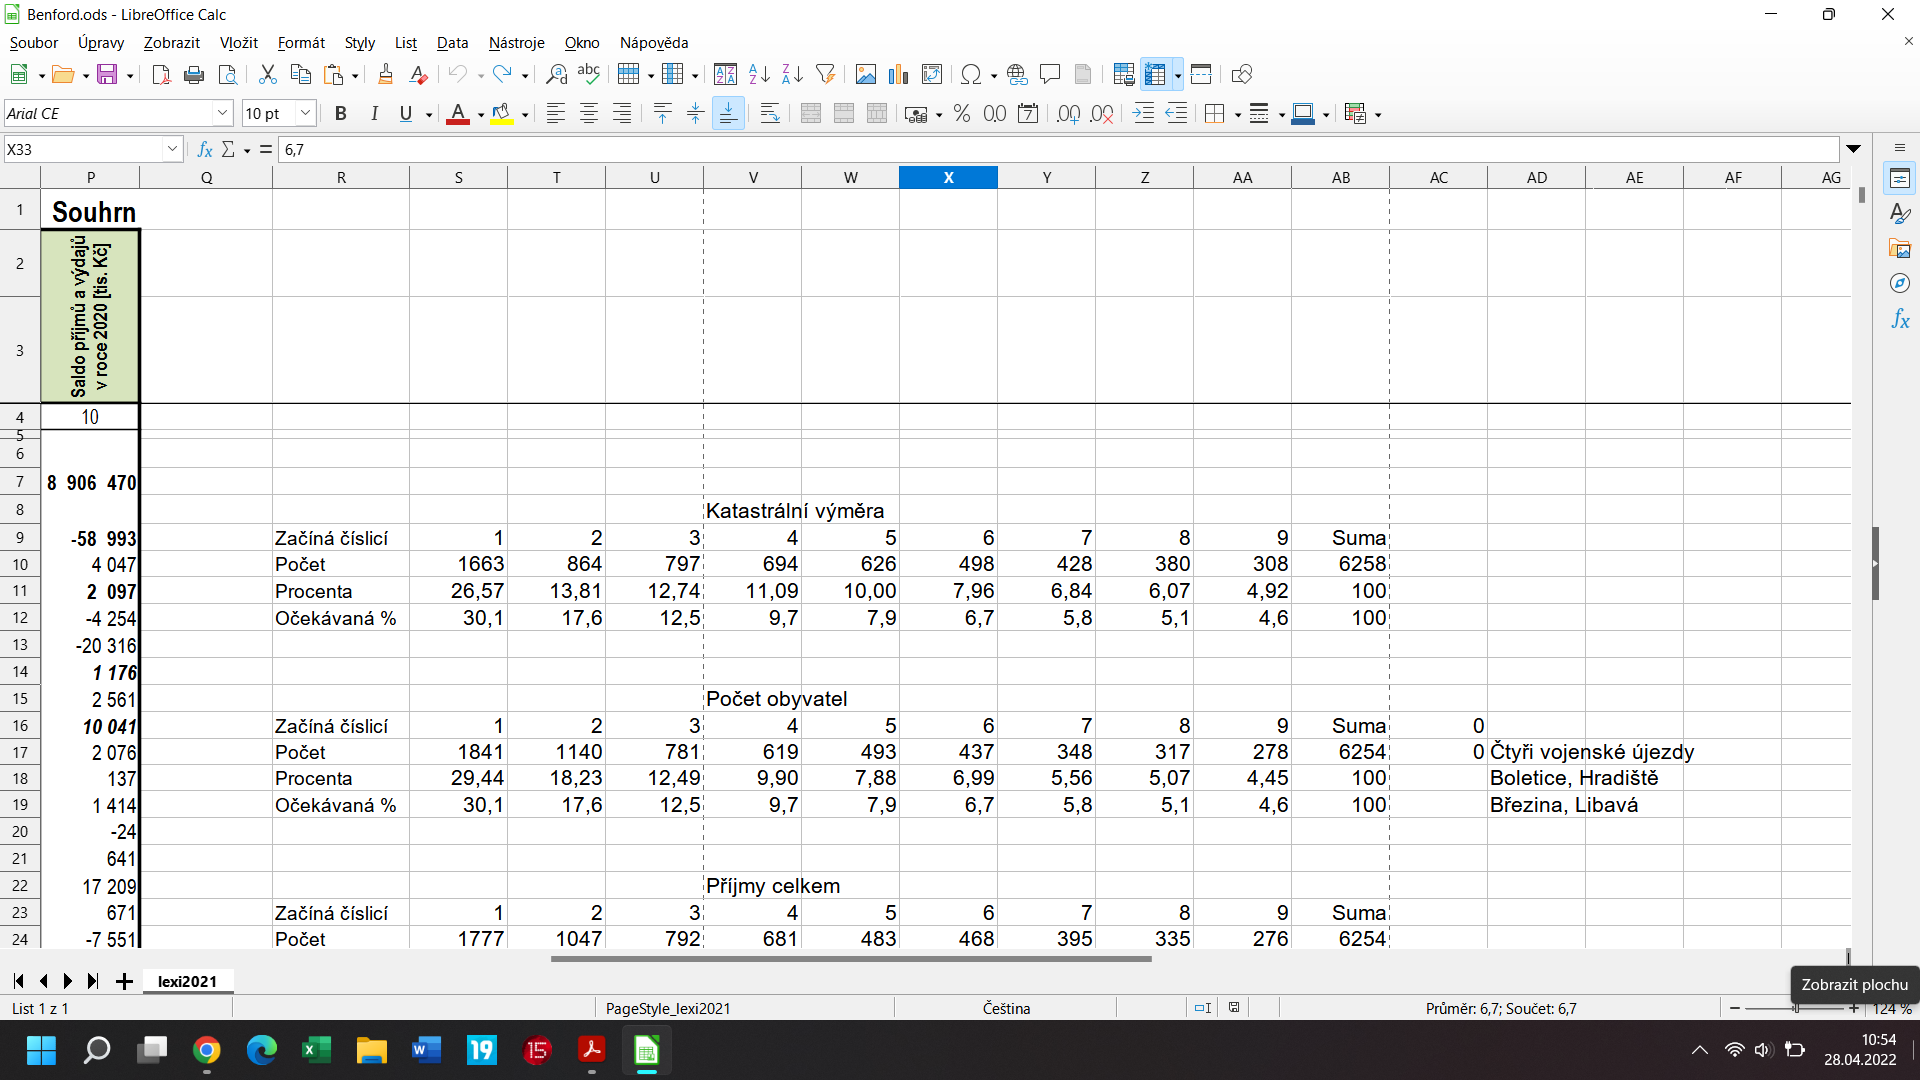 Benford.ods - LibreOffice Calc
Soubor Úpravy Zobrazit Vložit Formát Styly List Data Nástroje Okno Nápověda
Arial CE 10 pt
X33 6,7
P Q R S T U V W X Y Z AA AB AC AD AE AF AG
1 Souhrn
2
3
Saldo příjmů a výdajů
v roce 2020 [tis. Kč]
4 10
5
6
7 8 906 470
8 Katastrální výměra
9 -58 993 Začíná číslicí 1 2 3 4 5 6 7 8 9 Suma
10 4 047 Počet 1663 864 797 694 626 498 428 380 308 6258
11 2 097 Procenta 26,57 13,81 12,74 11,09 10,00 7,96 6,84 6,07 4,92 100
12 -4 254 Očekávaná % 30,1 17,6 12,5 9,7 7,9 6,7 5,8 5,1 4,6 100
13 -20 316
14 1 176
15 2 561 Počet obyvatel
16 10 041 Začíná číslicí 1 2 3 4 5 6 7 8 9 Suma 0
17 2 076 Počet 1841 1140 781 619 493 437 348 317 278 6254 0 Čtyři vojenské újezdy
18 137 Procenta 29,44 18,23 12,49 9,90 7,88 6,99 5,56 5,07 4,45 100 Boletice, Hradiště
19 1 414 Očekávaná % 30,1 17,6 12,5 9,7 7,9 6,7 5,8 5,1 4,6 100 Březina, Libavá
20 -24
21 641
22 17 209 Příjmy celkem
23 671 Začíná číslicí 1 2 3 4 5 6 7 8 9 Suma
24 -7 551 Počet 1777 1047 792 681 483 468 395 335 276 6254
lexi2021
Zobrazit plochu
List 1 z 1 PageStyle_lexi2021 Čeština Průměr: 6,7; Součet: 6,7 124 %
10:54
28.04.2022